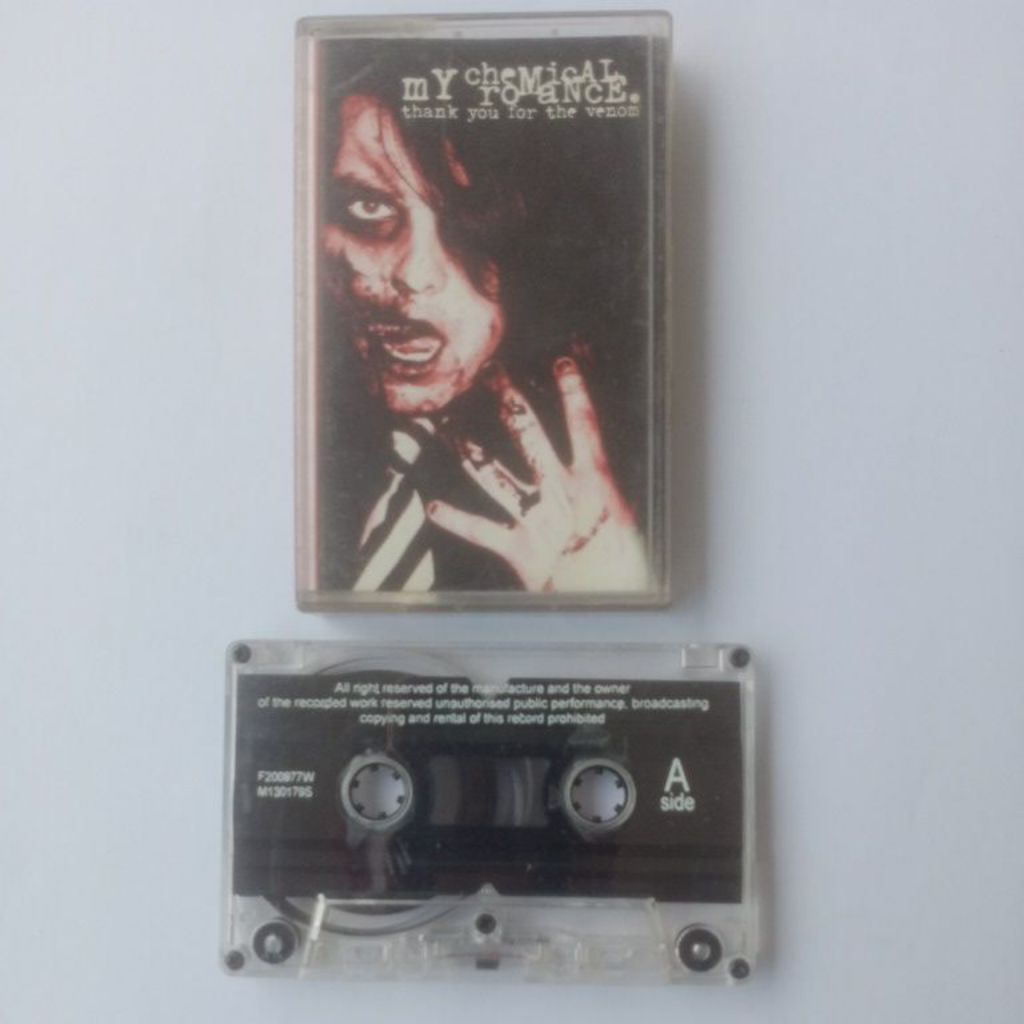 my cheMicAL
roMaNCE.
thank you for the venom
All right reserved of the manufacture and the owner
of the recorded work reserved unauthorised public performance, broadcasting
copying and rental of this record prohibited
F200877W
M130179S
A
side